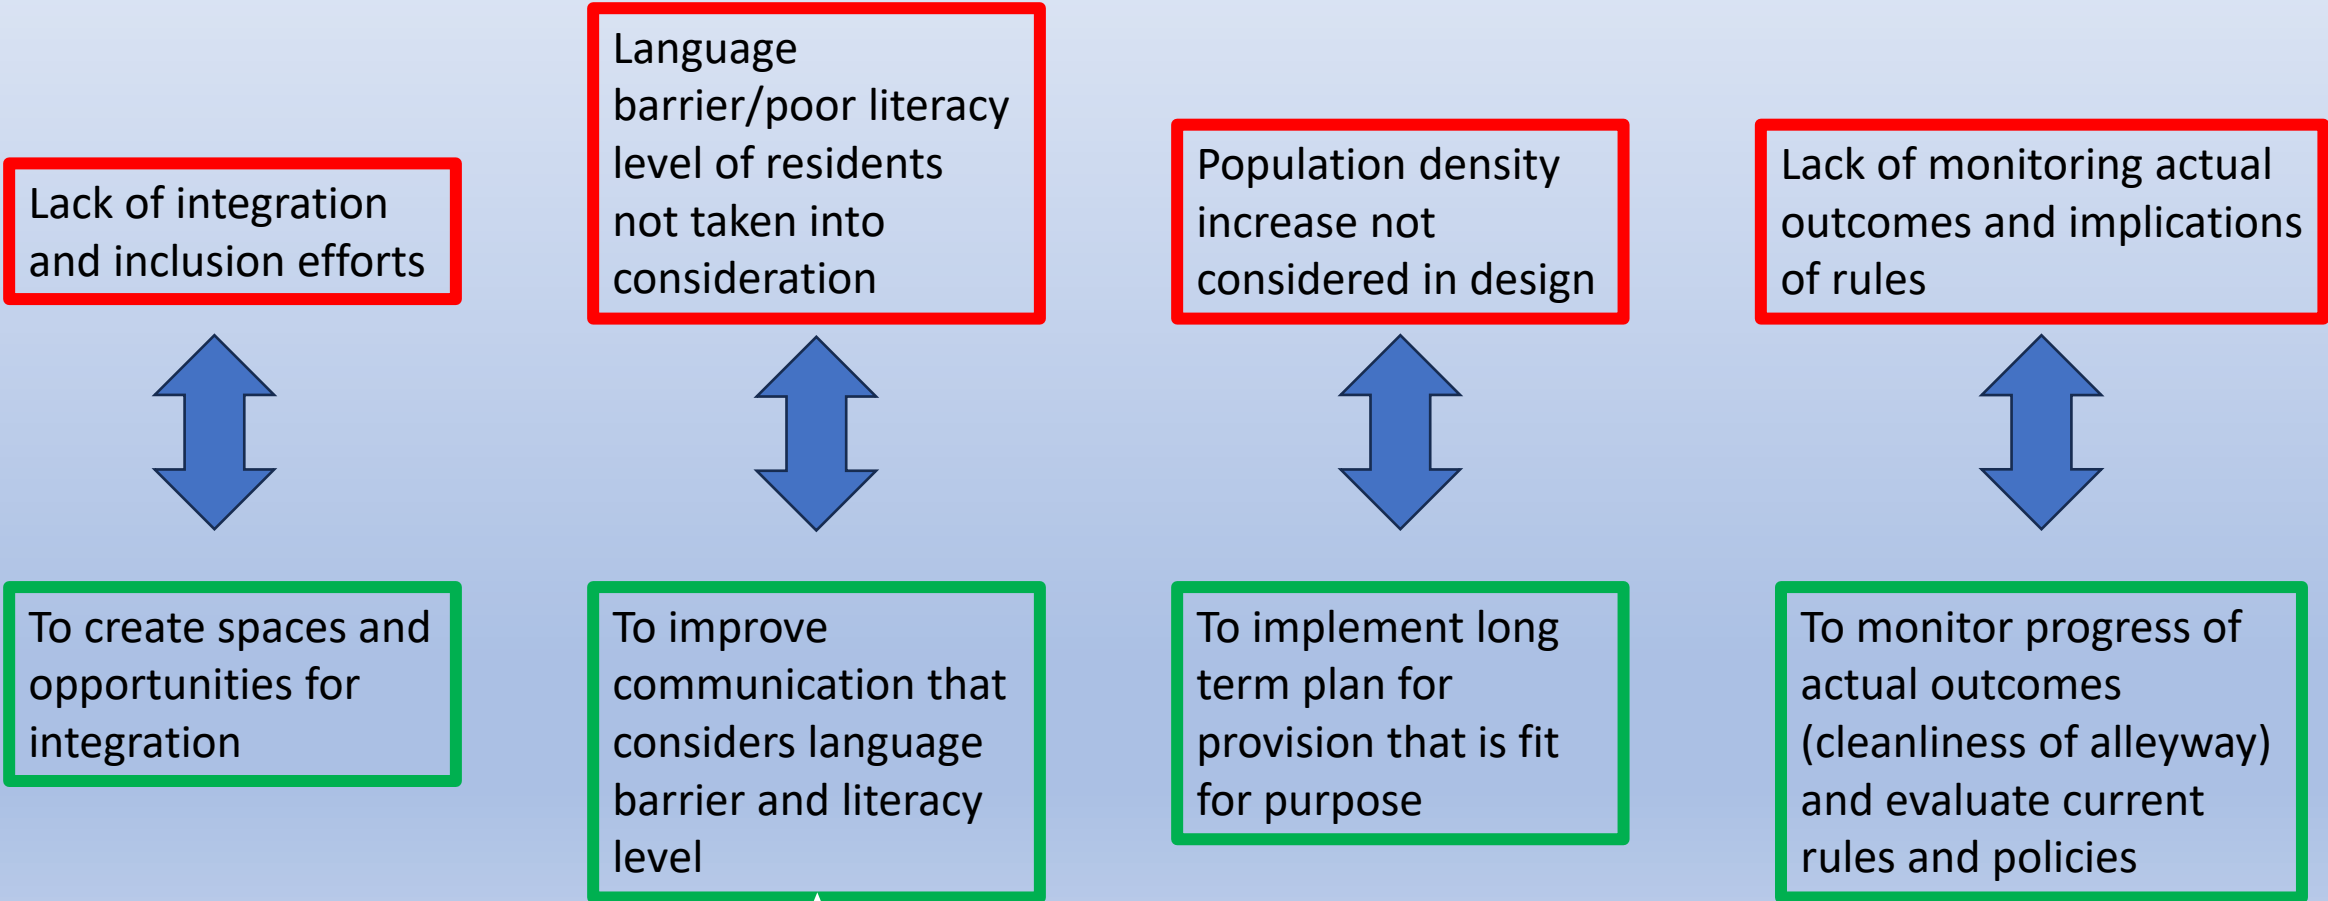 Lack of integration
and inclusion efforts
Language
barrier/poor literacy
level of residents
not taken into
consideration
Population density
increase not
considered in design
Lack of monitoring actual
outcomes and implications
of rules
To create spaces and
opportunities for
integration
To improve
communication that
considers language
barrier and literacy
level
To implement long
term plan for
provision that is fit
for purpose
To monitor progress of
actual outcomes
(cleanliness of alleyway)
and evaluate current
rules and policies